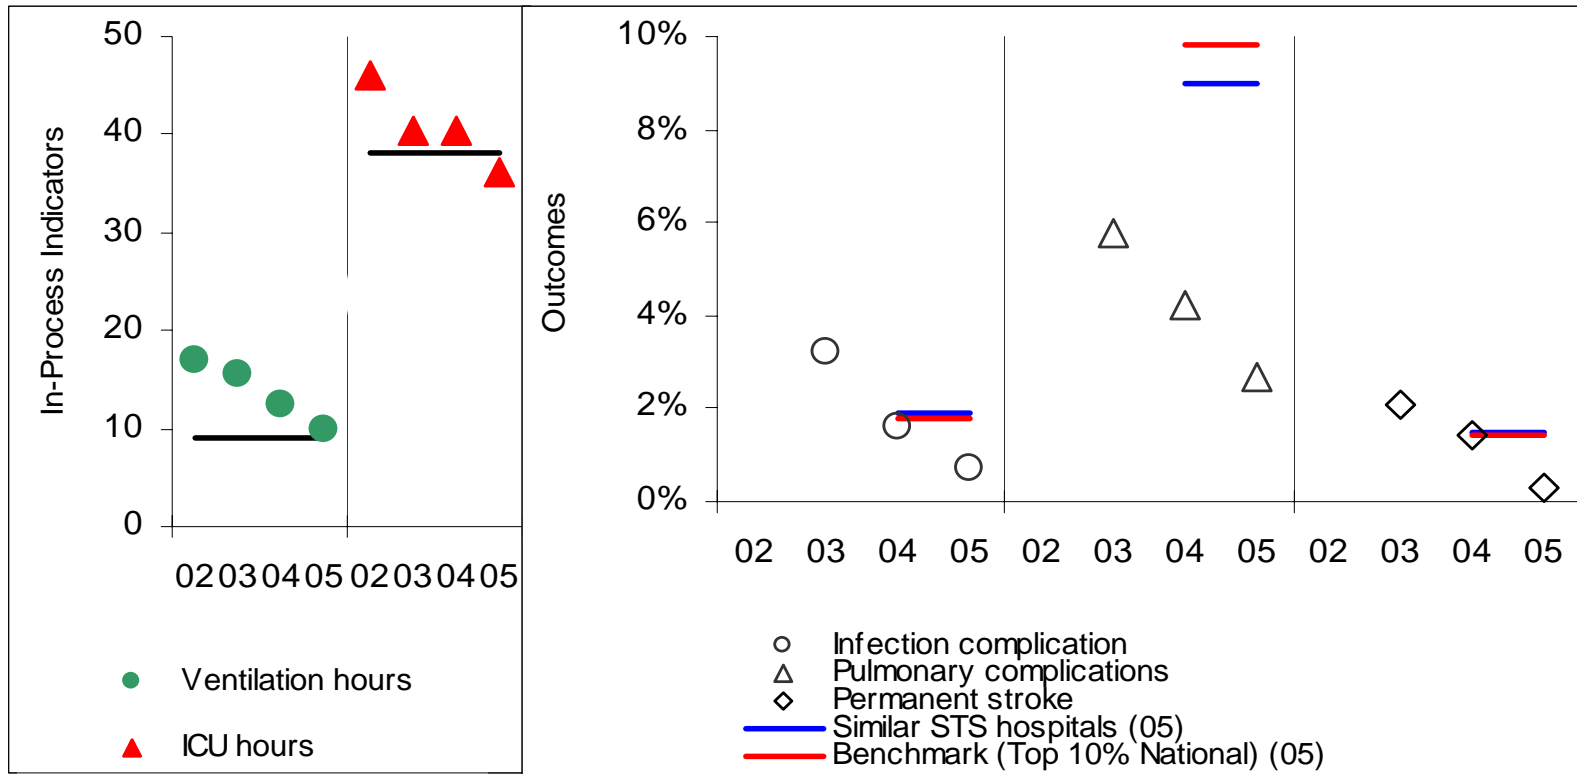 In-Process Indicators
50
40
30
20
10
0
02 03 04 05 02 03 04 05
Ventilation hours
ICU hours
Outcomes
10%
8%
6%
4%
2%
0%
02 03 04 05 02 03 04 05 02 03 04 05
Infection complication
Pulmonary complications
Permanent stroke
Similar STS hospitals (05)
Benchmark (Top 10% National) (05)